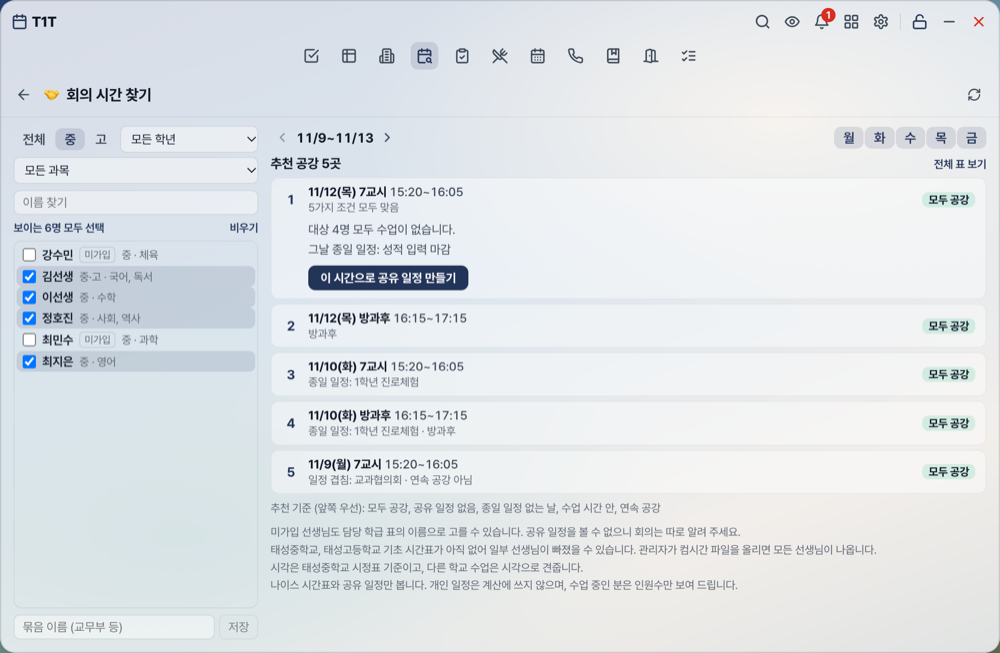 T1T
1
회의 시간 찾기
전체 중 고 모든 학년
모든 과목
이름 찾기
보이는 6명 모두 선택 비우기
강수민 미가입 중 · 체육
김선생 중·고 · 국어, 독서
이선생 중 · 수학
정호진 중 · 사회, 역사
최민수 미가입 중 · 과학
최지은 중 · 영어
묶음 이름 (교무부 등) 저장
11/9~11/13 월 화 수 목 금
추천 공강 5곳 전체 표 보기
1 11/12(목) 7교시 15:20~16:05 모두 공강
5가지 조건 모두 맞음
대상 4명 모두 수업이 없습니다.
그날 종일 일정: 성적 입력 마감
이 시간으로 공유 일정 만들기
2 11/12(목) 방과후 16:15~17:15 모두 공강
방과후
3 11/10(화) 7교시 15:20~16:05 모두 공강
종일 일정: 1학년 진로체험
4 11/10(화) 방과후 16:15~17:15 모두 공강
종일 일정: 1학년 진로체험 · 방과후
5 11/9(월) 7교시 15:20~16:05 모두 공강
일정 겹침: 교과협의회 · 연속 공강 아님
추천 기준 (앞쪽 우선): 모두 공강, 공유 일정 없음, 종일 일정 없는 날, 수업 시간 안, 연속 공강
미가입 선생님도 담당 학급 표의 이름으로 고를 수 있습니다. 공유 일정을 볼 수 없으니 회의는 따로 알려 주세요.
태성중학교, 태성고등학교 기초 시간표가 아직 없어 일부 선생님이 빠졌을 수 있습니다. 관리자가 컴시간 파일을 올리면 모든 선생님이 나옵니다.
시각은 태성중학교 시정표 기준이고, 다른 학교 수업은 시각으로 견줍니다.
나이스 시간표와 공유 일정만 봅니다. 개인 일정은 계산에 쓰지 않으며, 수업 중인 분은 인원수만 보여 드립니다.